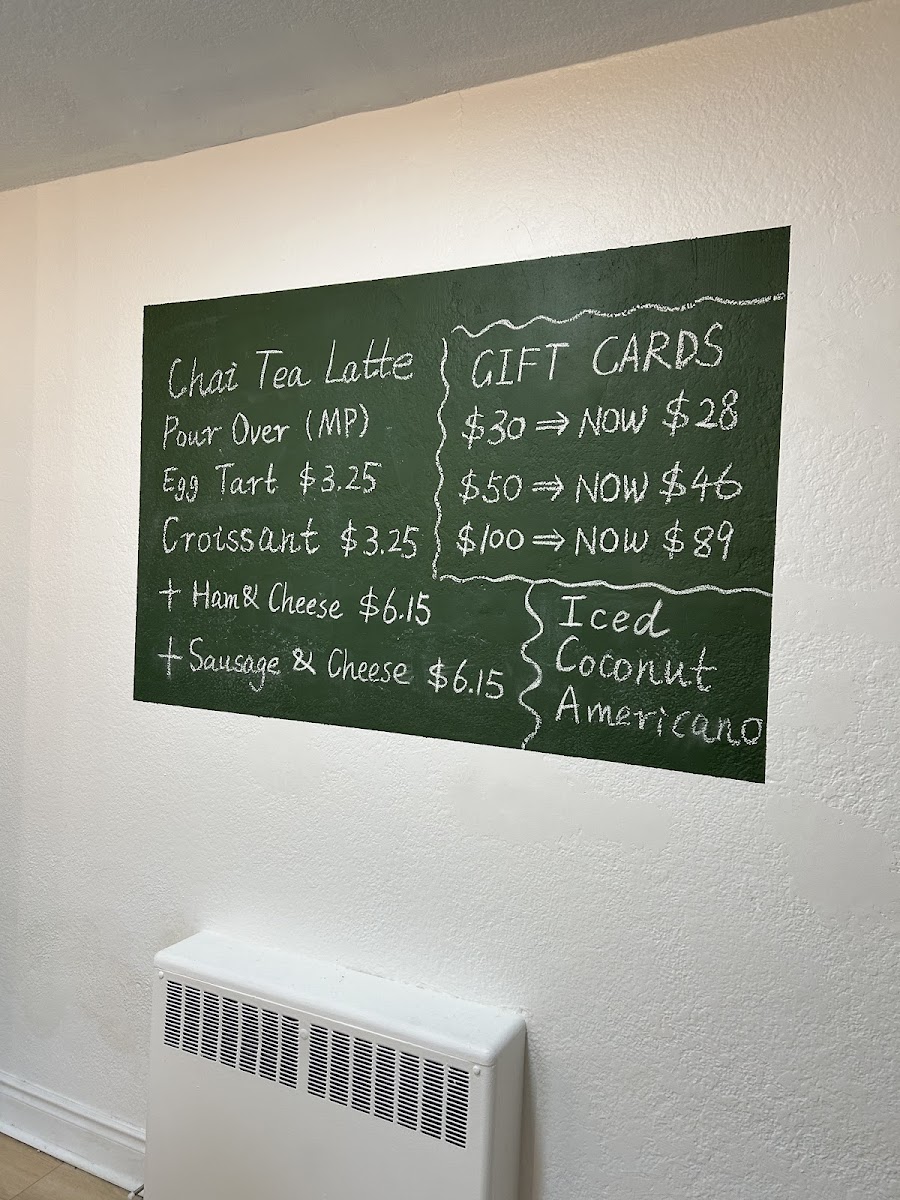 Chai Tea Latte
Pour Over (MP)
Egg Tart $3.25
Croissant $3.25
+ Ham & Cheese $6.15
+ Sausage & Cheese $6.15
GIFT CARDS
$30 ⇒ NOW $28
$50 ⇒ NOW $46
$100 ⇒ NOW $89
Iced
Coconut
Americano